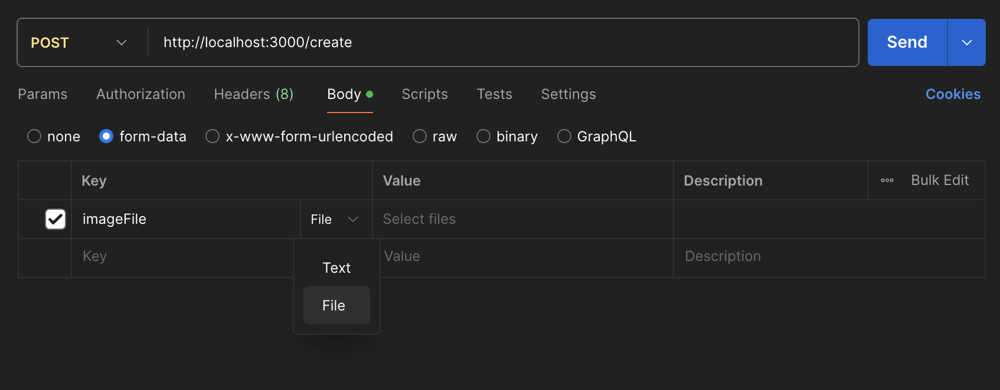 POST http://localhost:3000/create Send
Params Authorization Headers (8) Body Scripts Tests Settings Cookies
none form-data x-www-form-urlencoded raw binary GraphQL
Key Value Description Bulk Edit
imageFile File Select files
Key Value Description
Text
File